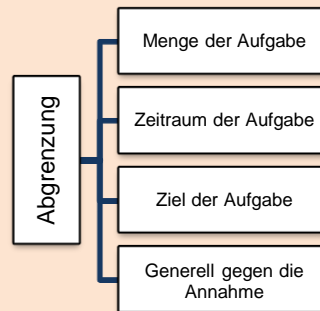 Abgrenzung
Menge der Aufgabe
Zeitraum der Aufgabe
Ziel der Aufgabe
Generell gegen die
Annahme